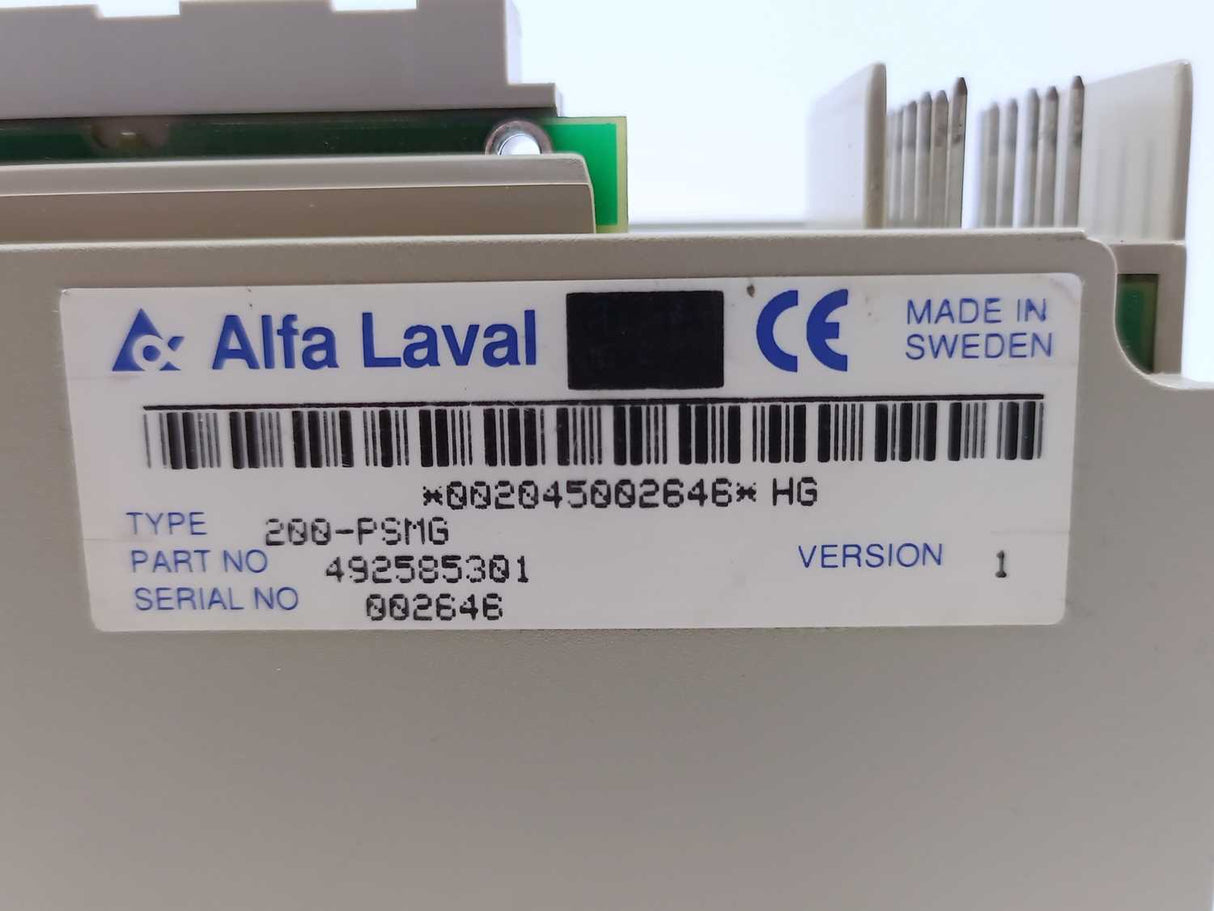 Alfa Laval CE MADE IN
SWEDEN
*002045002646* HG
TYPE 200-PSMG
PART NO 492585301 VERSION 1
SERIAL NO 002646